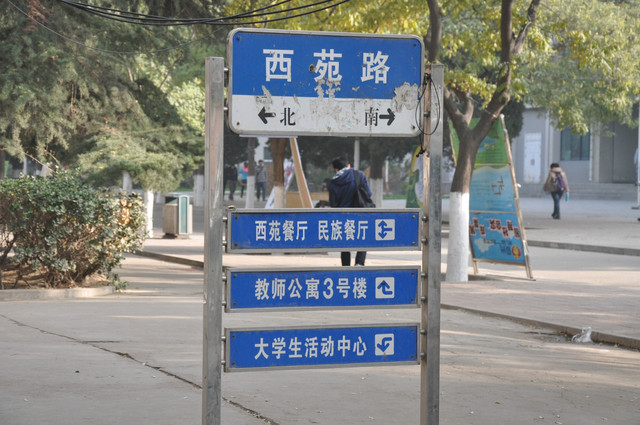 西苑路
北 南
西苑餐厅 民族餐厅
教师公寓3号楼
大学生活动中心